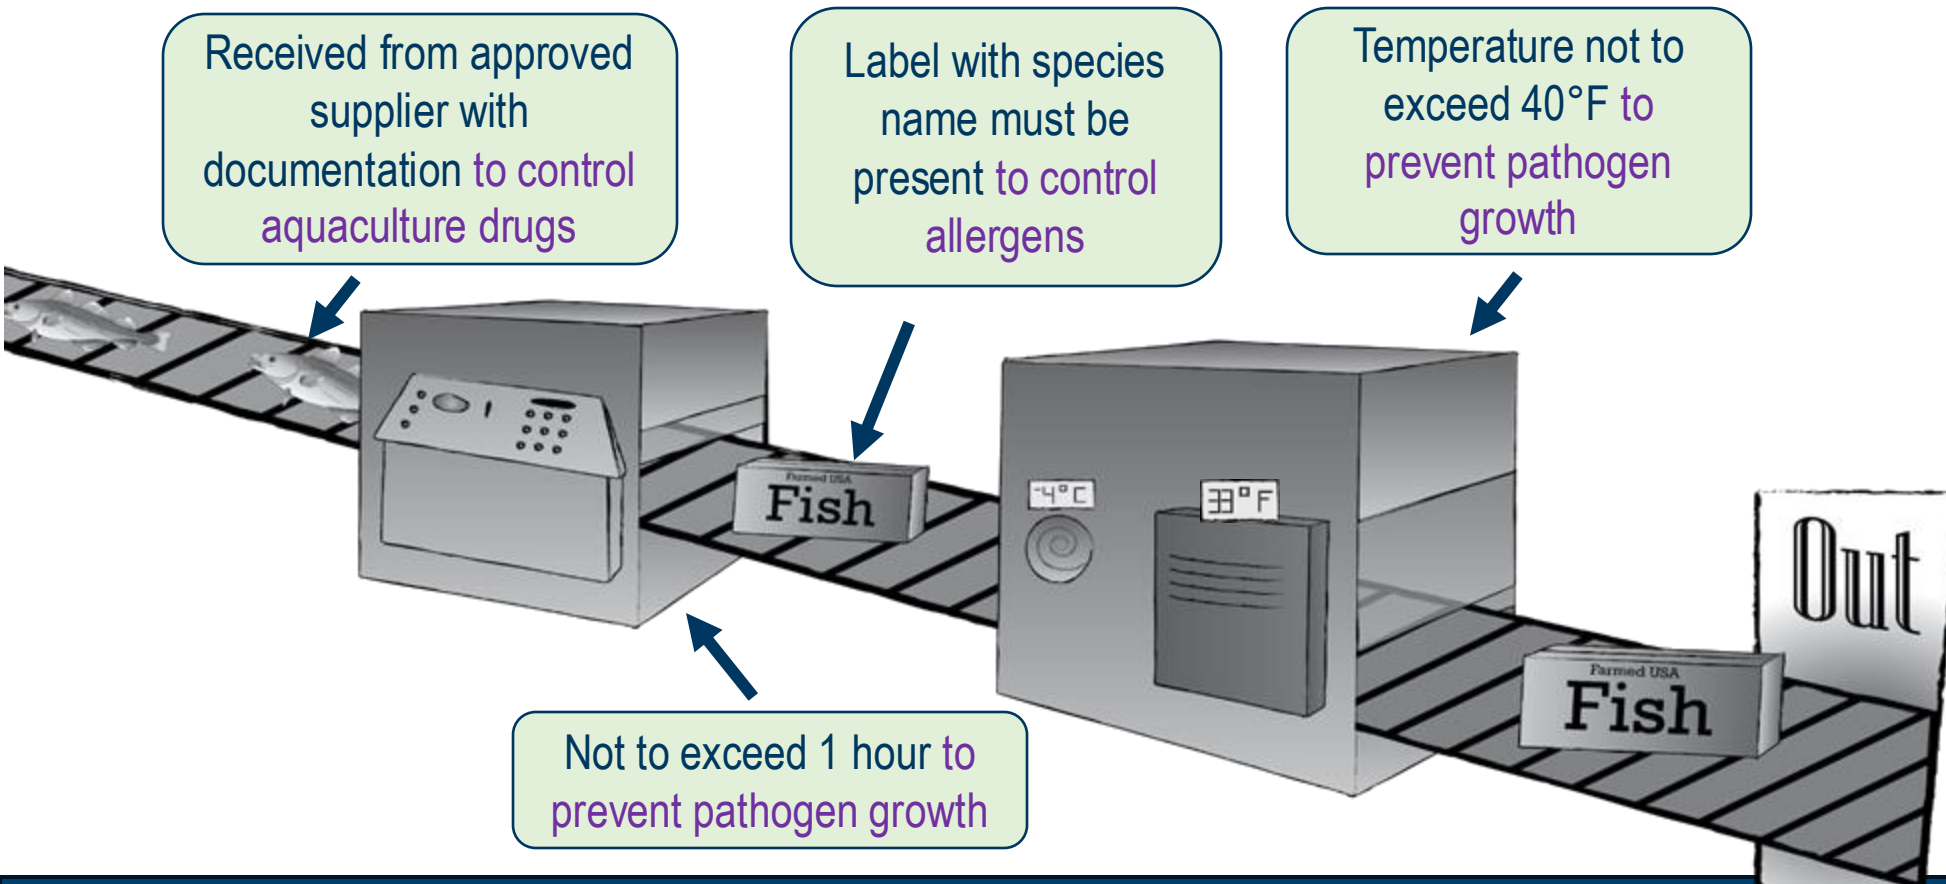 Received from approved
supplier with
documentation to control
aquaculture drugs
Label with species
name must be
present to control
allergens
Temperature not to
exceed 40°F to
prevent pathogen
growth
Farmed USA
Fish
-4°C
33°F
Out
Farmed USA
Fish
Not to exceed 1 hour to
prevent pathogen growth